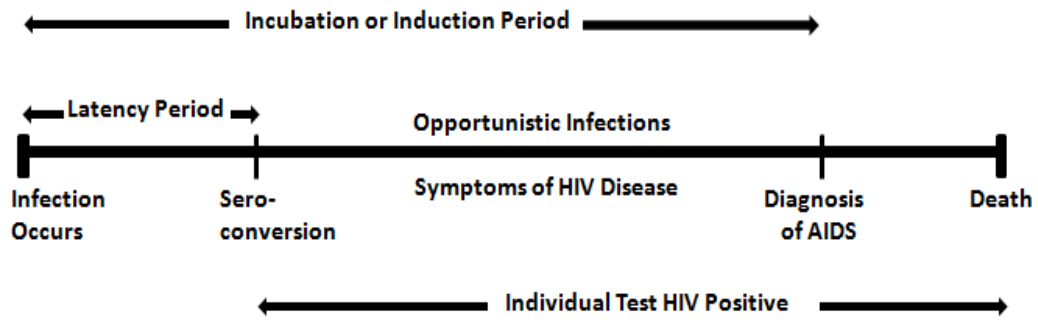 Incubation or Induction Period
Latency Period
Opportunistic Infections
Symptoms of HIV Disease
Infection
Occurs
Sero-
conversion
Diagnosis
of AIDS
Death
Individual Test HIV Positive